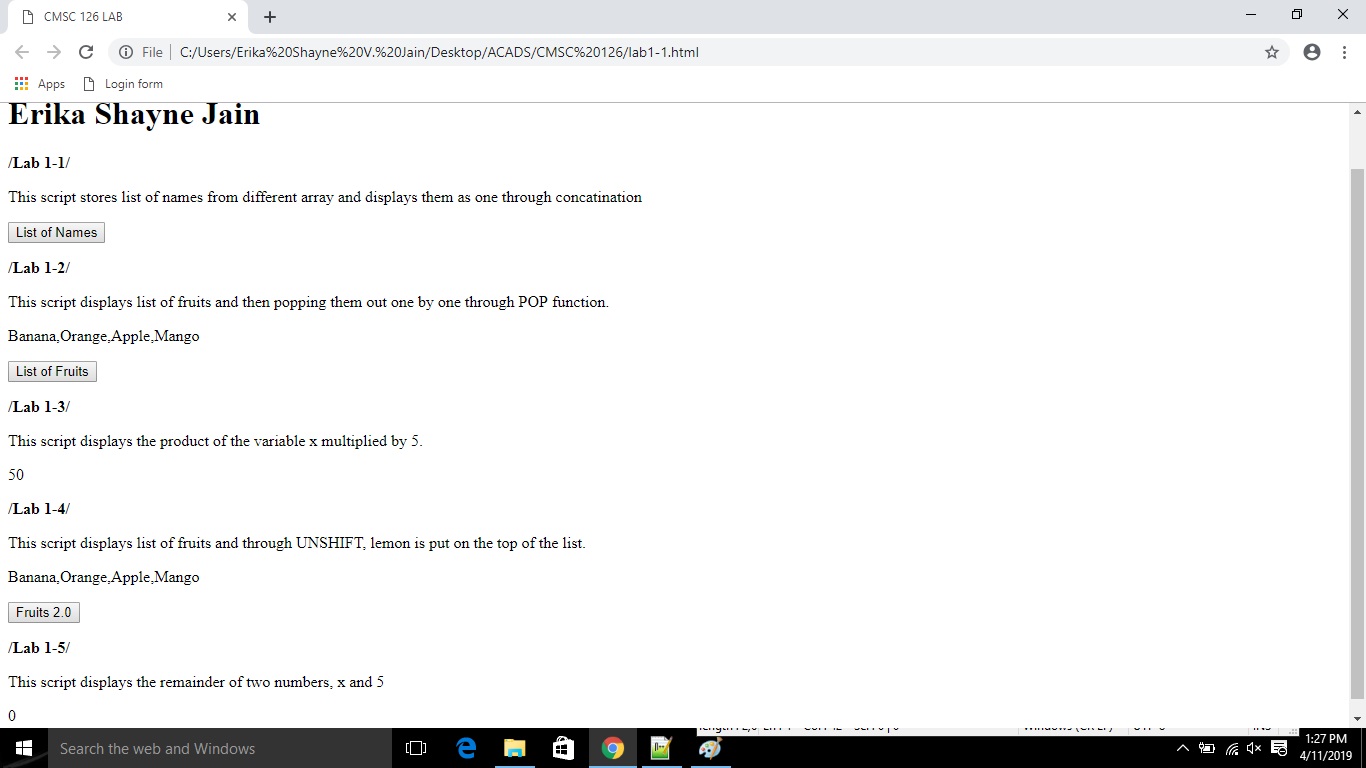 CMSC 126 LAB
File
C:/Users/Erika%20Shayne%20V.%20Jain/Desktop/ACADS/CMSC%20126/lab1-1.html
Apps
Login form
Erika Shayne Jain
/Lab 1-1/
This script stores list of names from different array and displays them as one through concatination
List of Names
/Lab 1-2/
This script displays list of fruits and then popping them out one by one through POP function.
Banana,Orange,Apple,Mango
List of Fruits
/Lab 1-3/
This script displays the product of the variable x multiplied by 5.
50
/Lab 1-4/
This script displays list of fruits and through UNSHIFT, lemon is put on the top of the list.
Banana,Orange,Apple,Mango
Fruits 2.0
/Lab 1-5/
This script displays the remainder of two numbers, x and 5
0
Search the web and Windows
1:27 PM
4/11/2019